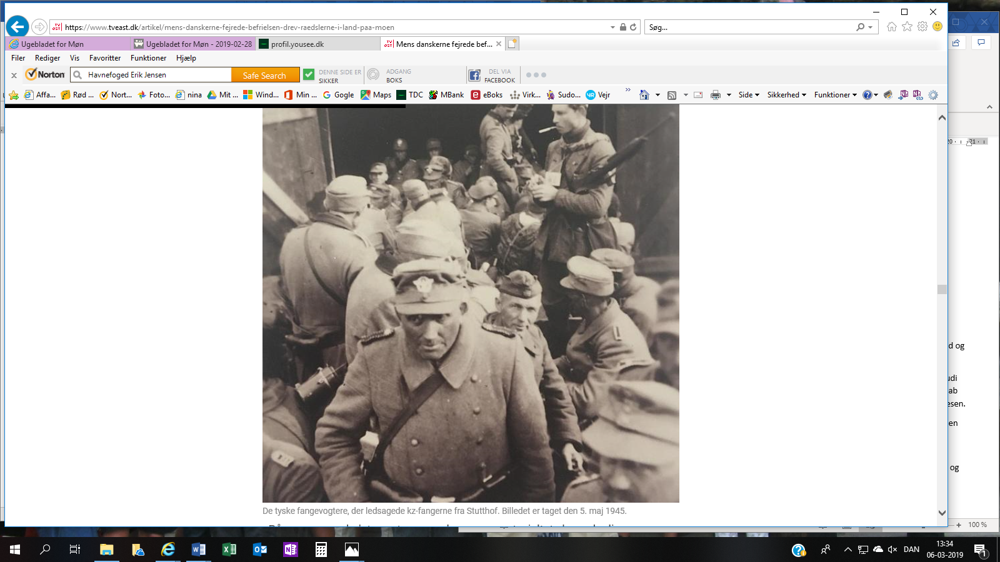 https://www.tveast.dk/artikel/mens-danskerne-fejrede-befrielsen-drev-raedslerne-i-land-paa-moen
Søg...
Ugebladet for Møn
Ugebladet for Møn - 2019-02-28
profil.yousee.dk
TV ØST
Mens danskerne fejrede bef...
Filer Rediger Vis Favoritter Funktioner Hjælp
x Norton
Havnefoged Erik Jensen
Safe Search
DENNE SIDE ER
SIKKER
ADGANG
BOKS
DEL VIA
FACEBOOK
Affa... Rød ... Nort... Foto... nina Mit ... Wind... Min ... Gogle Maps TDC MBank eBoks Virk... Sudo... Vejr
Side Sikkerhed Funktioner
20 21
d og
udi
ab
esen.
en
og
De tyske fangevogtere, der ledsagede kz-fangerne fra Stutthof. Billedet er taget den 5. maj 1945.
100 %
DAN
13:34
06-03-2019
1